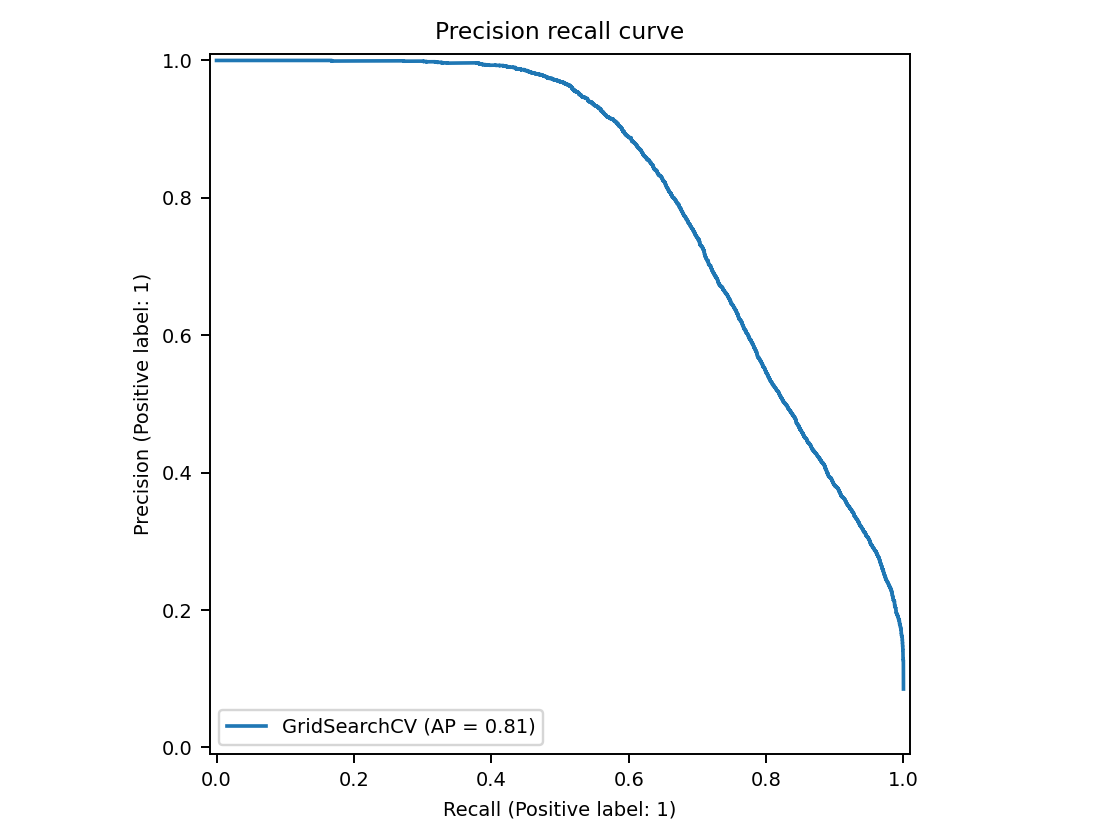 Precision recall curve
1.0
0.8
0.6
0.4
0.2
0.0
Precision (Positive label: 1)
GridSearchCV (AP = 0.81)
0.0 0.2 0.4 0.6 0.8 1.0
Recall (Positive label: 1)